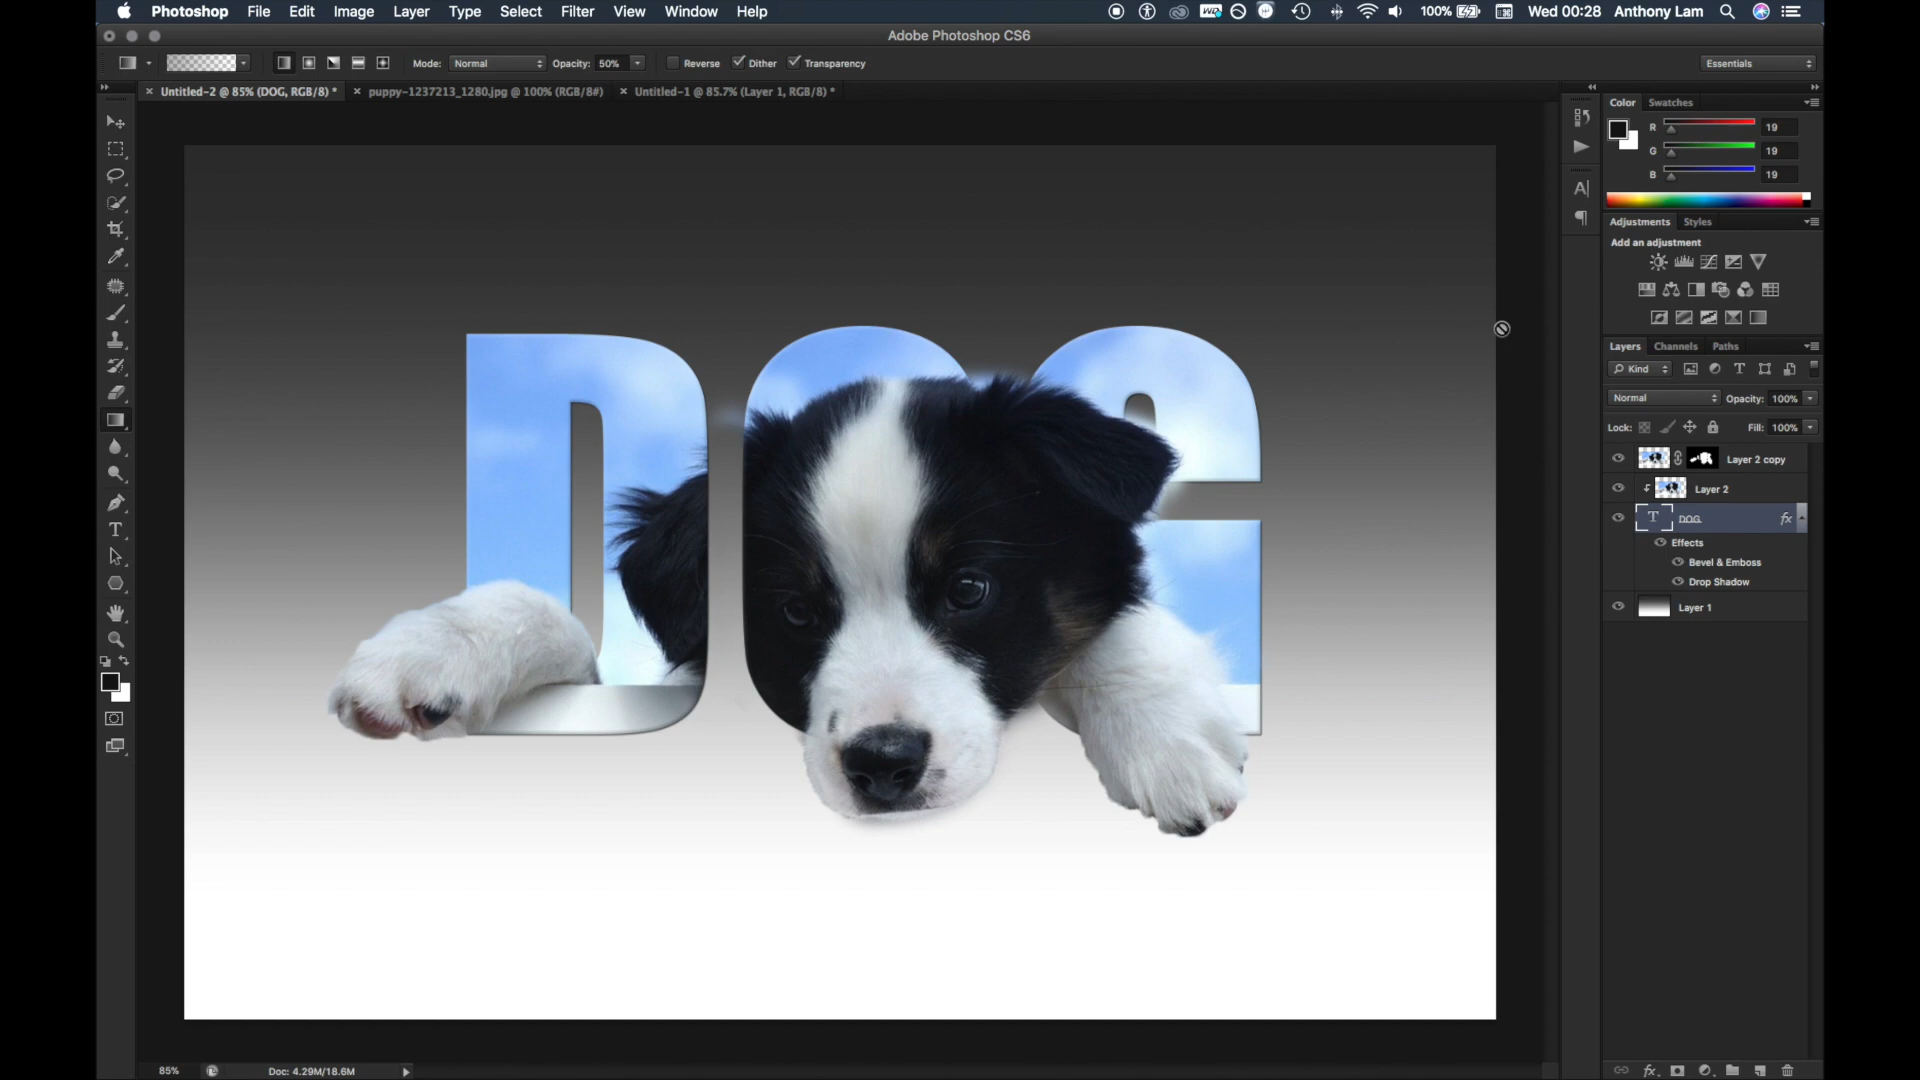 Photoshop File Edit Image Layer Type Select Filter View Window Help 100% Wed 00:28 Anthony Lam
Adobe Photoshop CS6
Mode: Normal Opacity: 50% Reverse Dither Transparency Essentials
Untitled-2 @ 85% (DOG, RGB/8) * puppy-1237213_1280.jpg @ 100% (RGB/8#) Untitled-1 @ 85.7% (Layer 1, RGB/8) *
Color Swatches
R 19
G 19
B 19
Adjustments Styles
Add an adjustment
Layers Channels Paths
Kind
Normal Opacity: 100%
Lock: Fill: 100%
Layer 2 copy
Layer 2
DOG
fx
Effects
Bevel & Emboss
Drop Shadow
Layer 1
DOG
85% Doc: 4.29M/18.6M